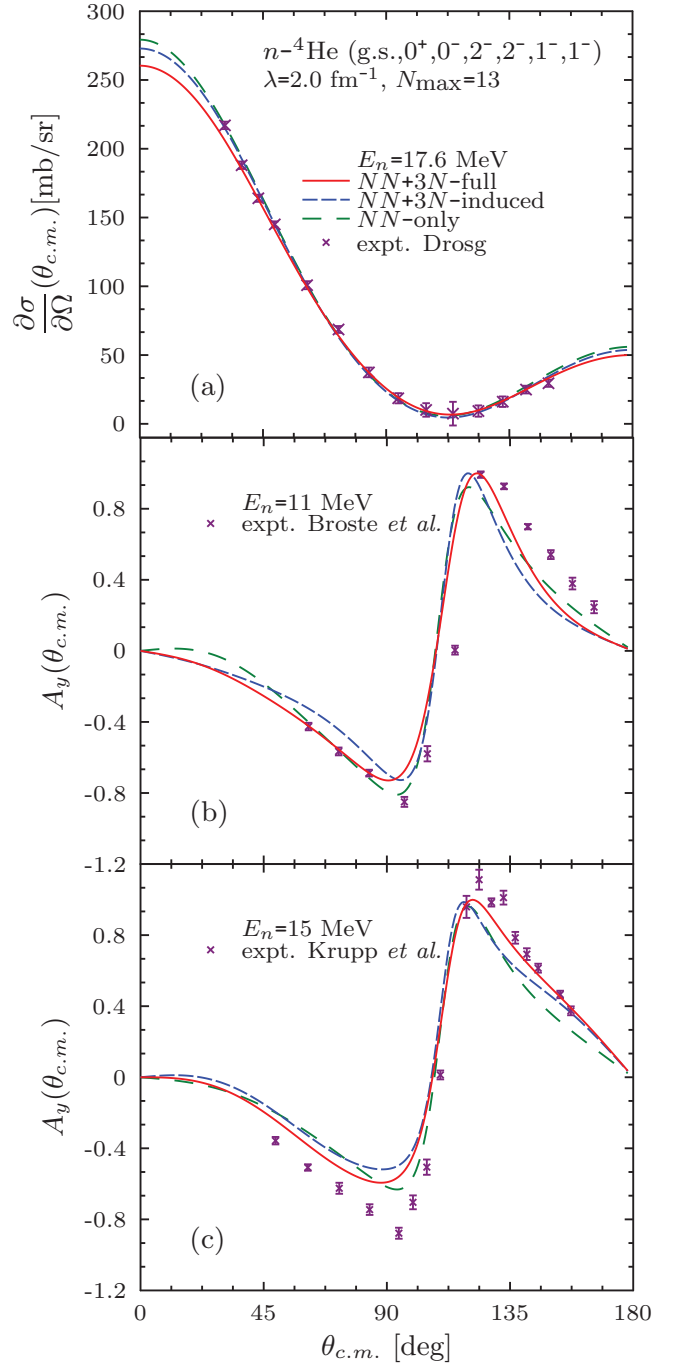 300
n-⁴He (g.s.,0⁺,0⁻,2⁻,2⁻,1⁻,1⁻)
λ=2.0 fm⁻¹, Nmax=13
250
Eₙ=17.6 MeV
NN+3N-full
NN+3N-induced
NN-only
expt. Drosg
200
150
100
50
0
∂σ/∂Ω(θc.m.)[mb/sr]
(a)
0.8
Eₙ=11 MeV
expt. Broste et al.
0.4
0
-0.4
-0.8
Ay(θc.m.)
(b)
-1.2
0.8
Eₙ=15 MeV
expt. Krupp et al.
0.4
0
-0.4
-0.8
-1.2
Ay(θc.m.)
(c)
0 45 90 135 180
θc.m. [deg]